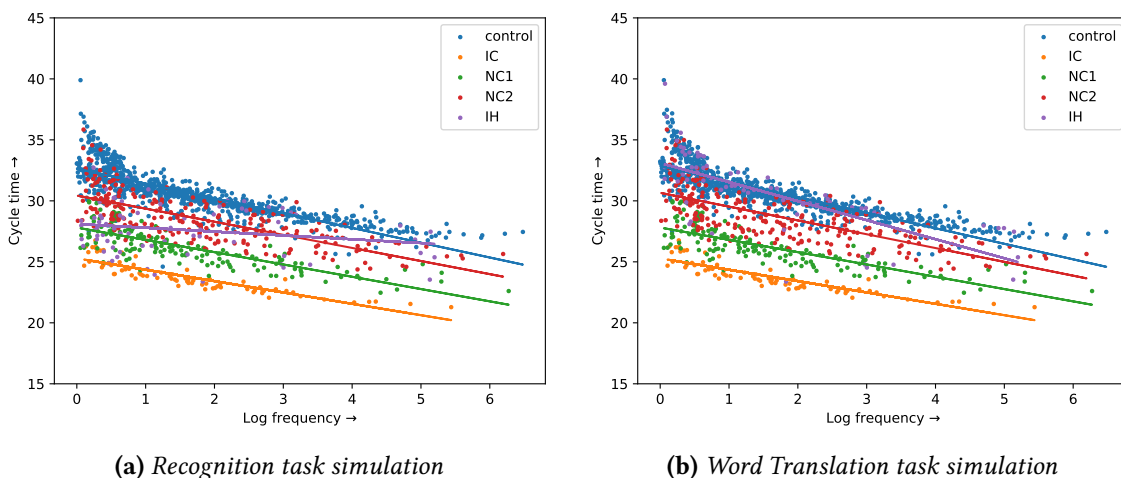 45
40
35
30
25
20
15
Cycle time →
0 1 2 3 4 5 6
Log frequency →
control
IC
NC1
NC2
IH
(a) Recognition task simulation
45
40
35
30
25
20
15
Cycle time →
0 1 2 3 4 5 6
Log frequency →
control
IC
NC1
NC2
IH
(b) Word Translation task simulation